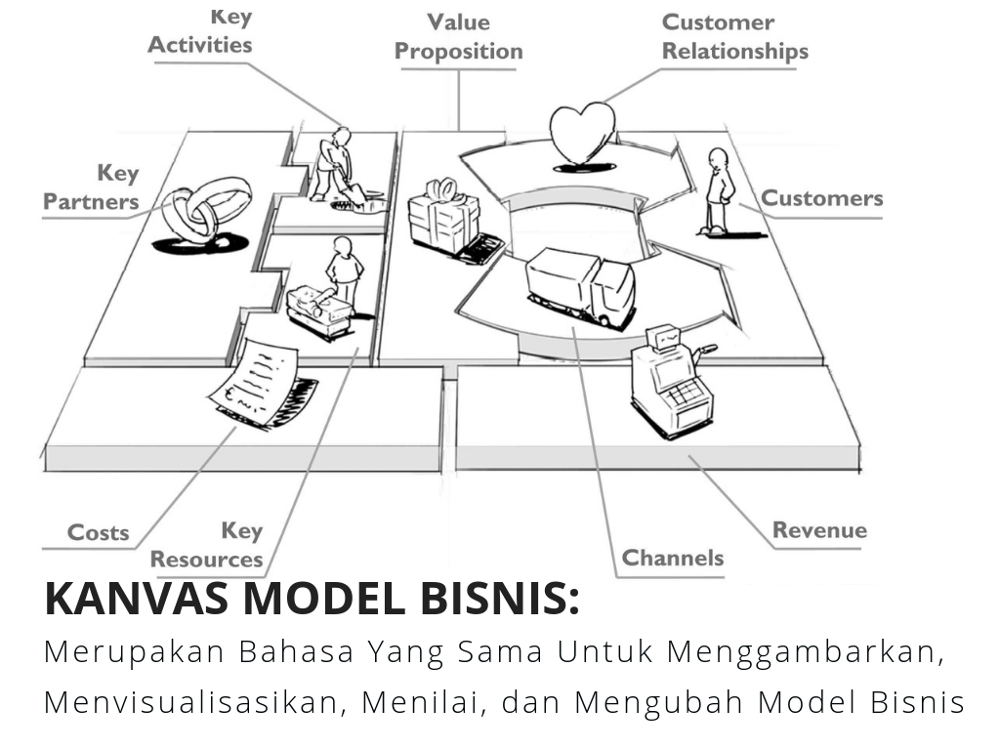 Key
Activities
Value
Proposition
Customer
Relationships
Key
Partners
Customers
Costs
Key
Resources
Channels
Revenue
KANVAS MODEL BISNIS:
Merupakan Bahasa Yang Sama Untuk Menggambarkan,
Menvisualisasikan, Menilai, dan Mengubah Model Bisnis